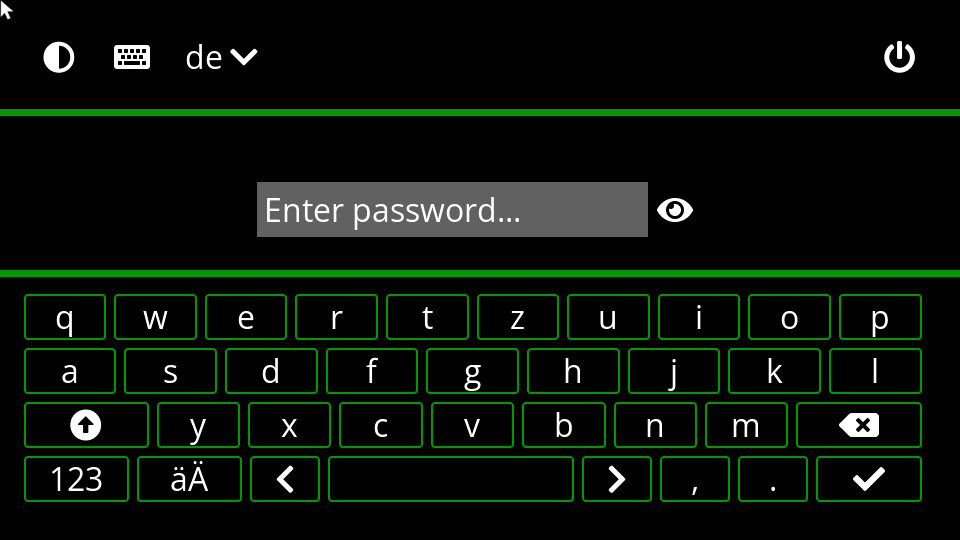 de
Enter password...
q w e r t z u i o p
a s d f g h j k l
y x c v b n m
123 äÄ , .